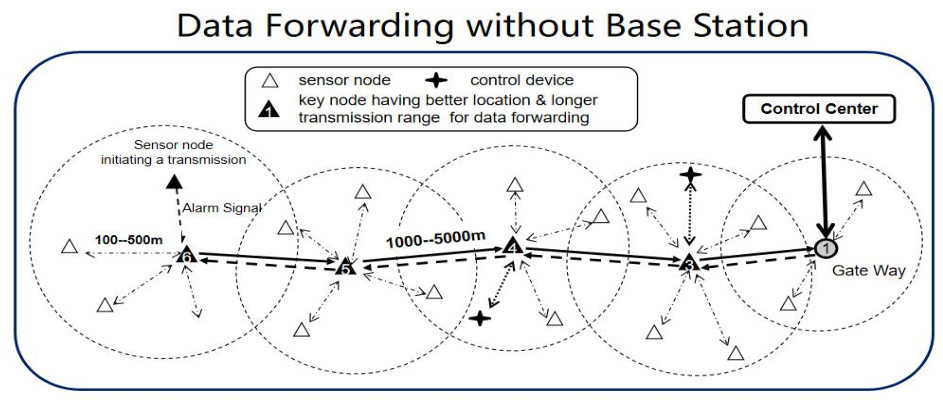 Data Forwarding without Base Station
sensor node
control device
1
key node having better location & longer
transmission range for data forwarding
Control Center
Sensor node
initiating a transmission
Alarm Signal
100--500m
1000--5000m
6
5
4
3
1
Gate Way